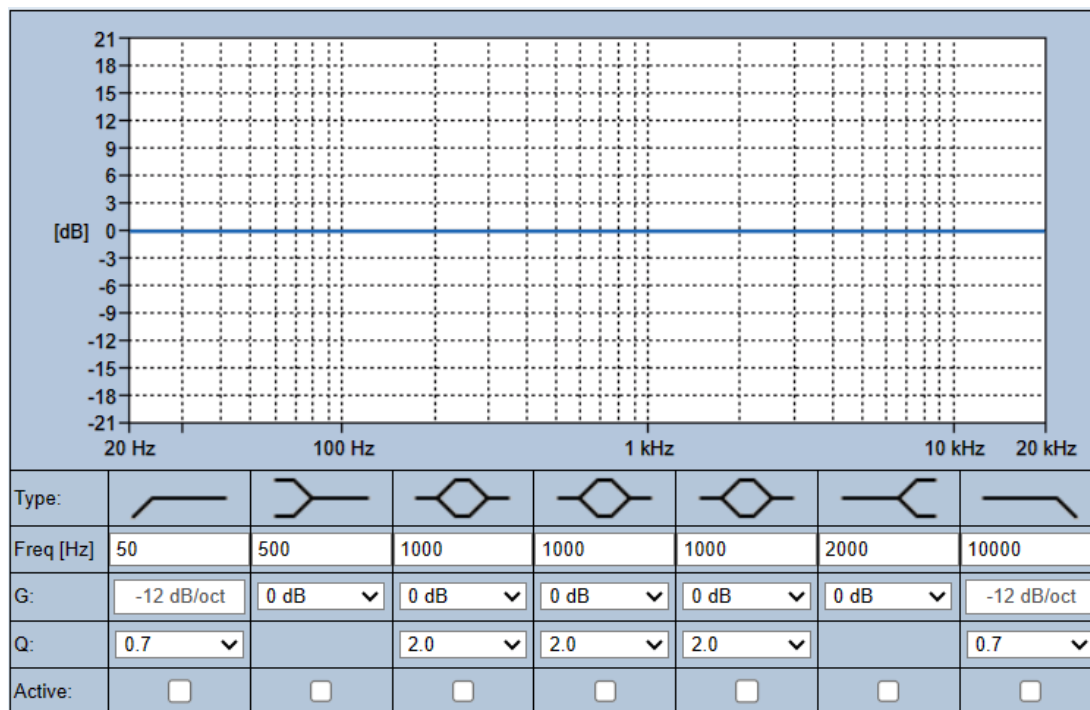 21
18
15
12
9
6
3
[dB] 0
-3
-6
-9
-12
-15
-18
-21
20 Hz 100 Hz 1 kHz 10 kHz 20 kHz
Type:
Freq [Hz] 50 500 1000 1000 1000 2000 10000
G: -12 dB/oct 0 dB 0 dB 0 dB 0 dB 0 dB -12 dB/oct
Q: 0.7 2.0 2.0 2.0 0.7
Active: